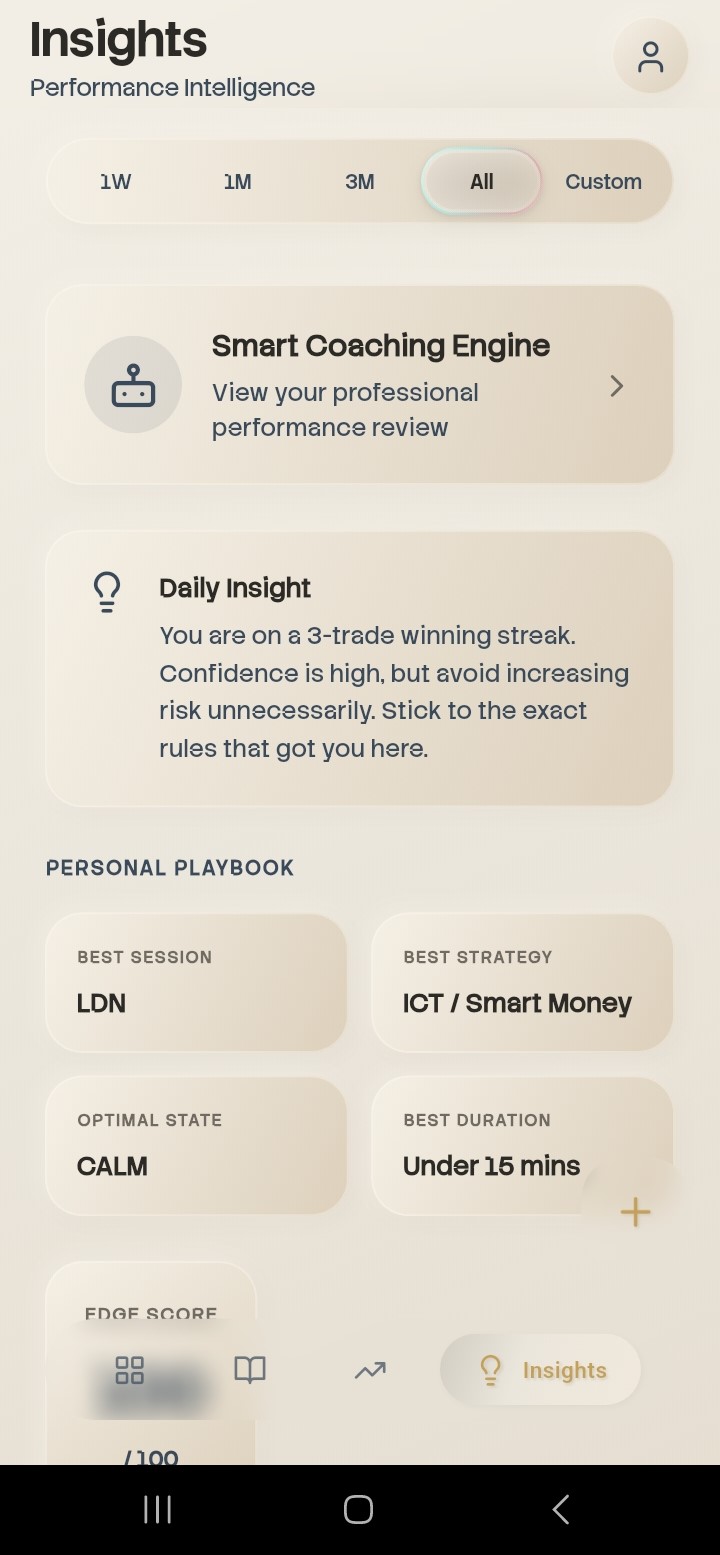 Insights
Performance Intelligence
1W 1M 3M All Custom
Smart Coaching Engine
View your professional
performance review
Daily Insight
You are on a 3-trade winning streak.
Confidence is high, but avoid increasing
risk unnecessarily. Stick to the exact
rules that got you here.
PERSONAL PLAYBOOK
BEST SESSION
LDN
BEST STRATEGY
ICT / Smart Money
OPTIMAL STATE
CALM
BEST DURATION
Under 15 mins
EDGE SCORE
Insights
/ 100